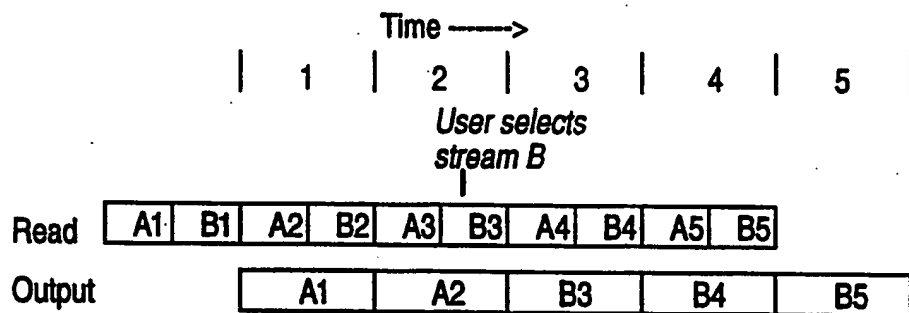 Time ------>
1 2 3 4 5
User selects
stream B
Read A1 B1 A2 B2 A3 B3 A4 B4 A5 B5
Output A1 A2 B3 B4 B5